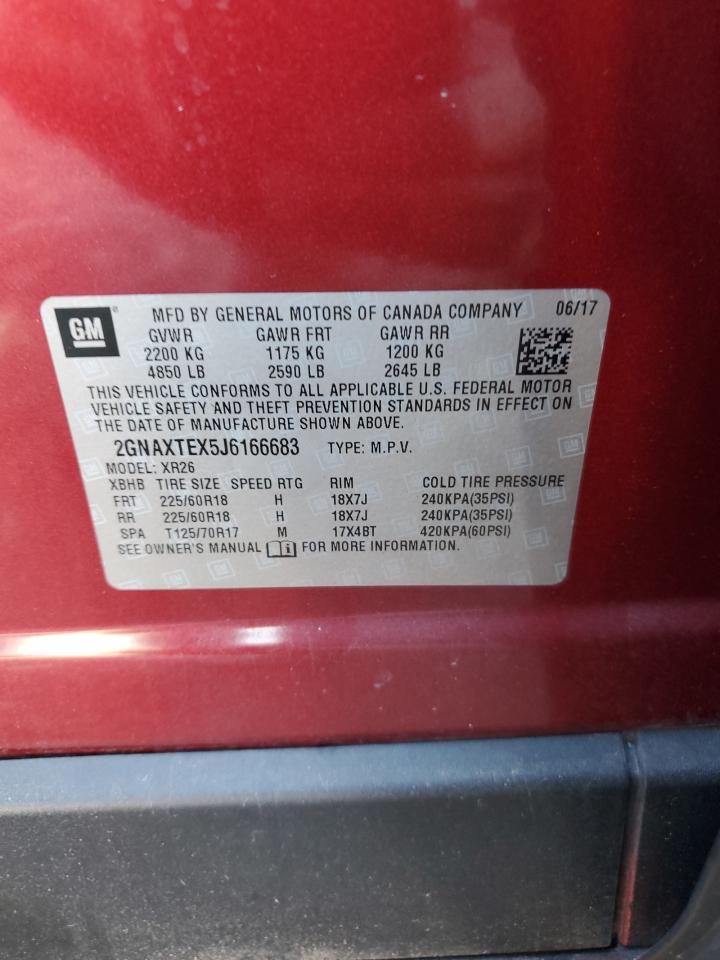 GM ® MFD BY GENERAL MOTORS OF CANADA COMPANY 06/17
GVWR GAWR FRT GAWR RR
2200 KG 1175 KG 1200 KG
4850 LB 2590 LB 2645 LB
THIS VEHICLE CONFORMS TO ALL APPLICABLE U.S. FEDERAL MOTOR
VEHICLE SAFETY AND THEFT PREVENTION STANDARDS IN EFFECT ON
THE DATE OF MANUFACTURE SHOWN ABOVE.
2GNAXTEX5J6166683 TYPE: M.P.V.
MODEL: XR26
XBHB TIRE SIZE SPEED RTG RIM COLD TIRE PRESSURE
FRT 225/60R18 H 18X7J 240KPA(35PSI)
RR 225/60R18 H 18X7J 240KPA(35PSI)
SPA T125/70R17 M 17X4BT 420KPA(60PSI)
SEE OWNER'S MANUAL i FOR MORE INFORMATION.